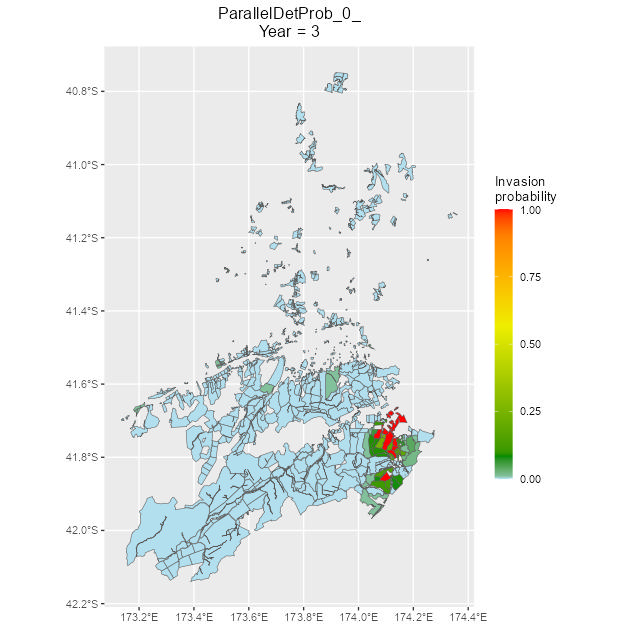 ParallelDetProb_0_
Year = 3
40.8°S
41.0°S
41.2°S
41.4°S
41.6°S
41.8°S
42.0°S
42.2°S
173.2°E
173.4°E
173.6°E
173.8°E
174.0°E
174.2°E
174.4°E
Invasion
probability
1.00
0.75
0.50
0.25
0.00